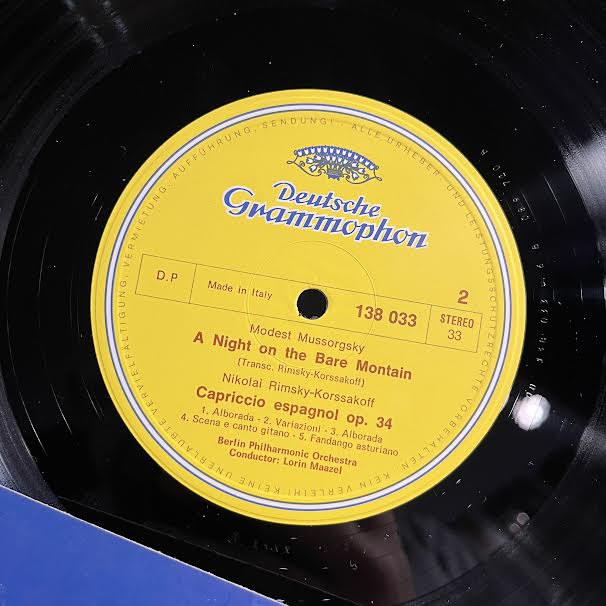 Deutsche
Grammophon
D.P
Made in Italy
138 033
2
STEREO
33
Modest Mussorgsky
A Night on the Bare Montain
(Transc. Rimsky-Korssakoff)
Nikolai Rimsky-Korssakoff
Capriccio espagnol op. 34
1. Alborada - 2. Variazioni - 3. Alborada
4. Scena e canto gitano - 5. Fandango asturiano
Berlin Philharmonic Orchestra
Conductor: Lorin Maazel
ALLE URHEBER- UND LEISTUNGSSCHUTZRECHTE VORBEHALTEN · KEIN VERLEIH! KEINE UNERLAUBTE VERVIELFÄLTIGUNG, VERMIETUNG, AUFFÜHRUNG, SENDUNG!